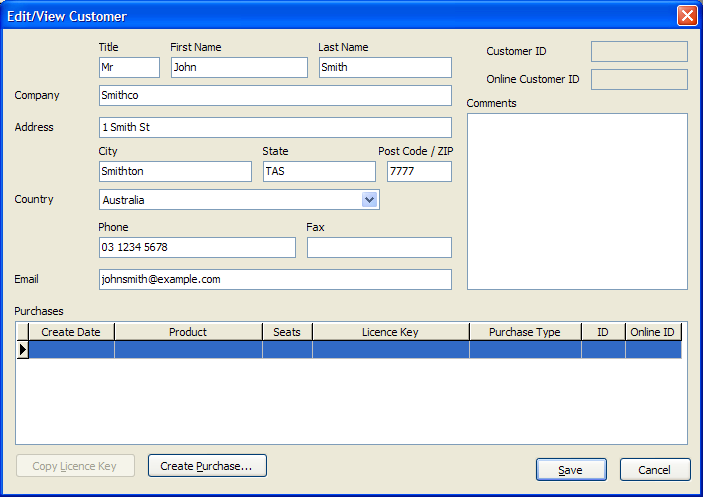 Edit/View Customer
Title First Name Last Name
Mr John Smith
Customer ID
Online Customer ID
Company Smithco
Comments
Address 1 Smith St
City State Post Code / ZIP
Smithton TAS 7777
Country Australia
Phone Fax
03 1234 5678
Email johnsmith@example.com
Purchases
Create Date Product Seats Licence Key Purchase Type ID Online ID
Copy Licence Key Create Purchase... Save Cancel